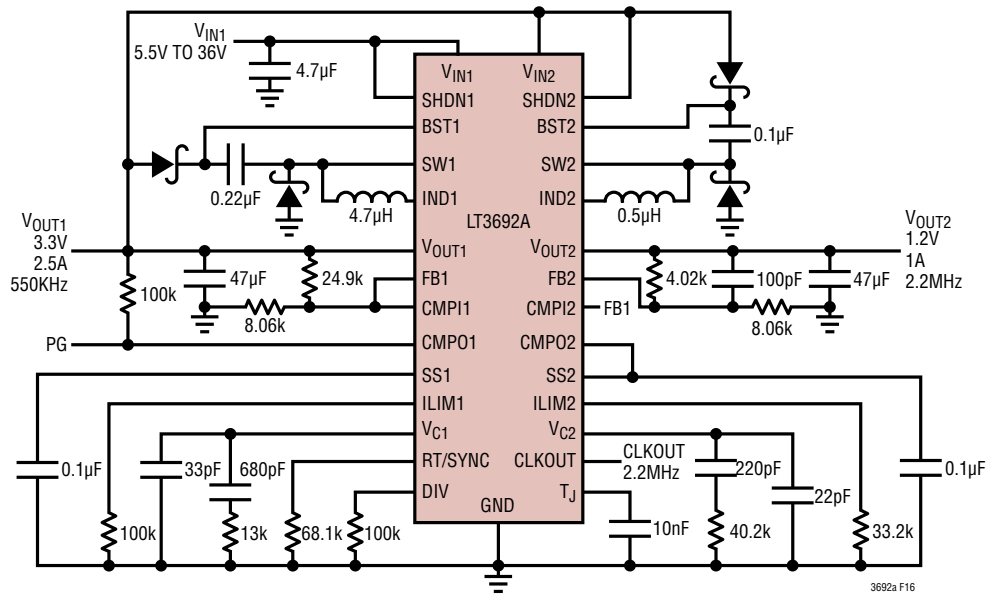 VIN1
5.5V TO 36V
4.7µF
VIN1
VIN2
SHDN1
SHDN2
BST1
BST2
0.1µF
SW1
SW2
0.22µF
IND1
IND2
4.7µH
LT3692A
0.5µH
VOUT1
3.3V
2.5A
550KHz
VOUT1
VOUT2
VOUT2
1.2V
1A
2.2MHz
47µF
24.9k
FB1
FB2
4.02k
100pF
47µF
100k
8.06k
CMPI1
CMPI2
FB1
8.06k
PG
CMPO1
CMPO2
SS1
SS2
ILIM1
ILIM2
VC1
VC2
0.1µF
33pF
680pF
RT/SYNC
CLKOUT
CLKOUT
2.2MHz
220pF
22pF
0.1µF
DIV
GND
TJ
100k
13k
68.1k
100k
10nF
40.2k
33.2k
3692a F16